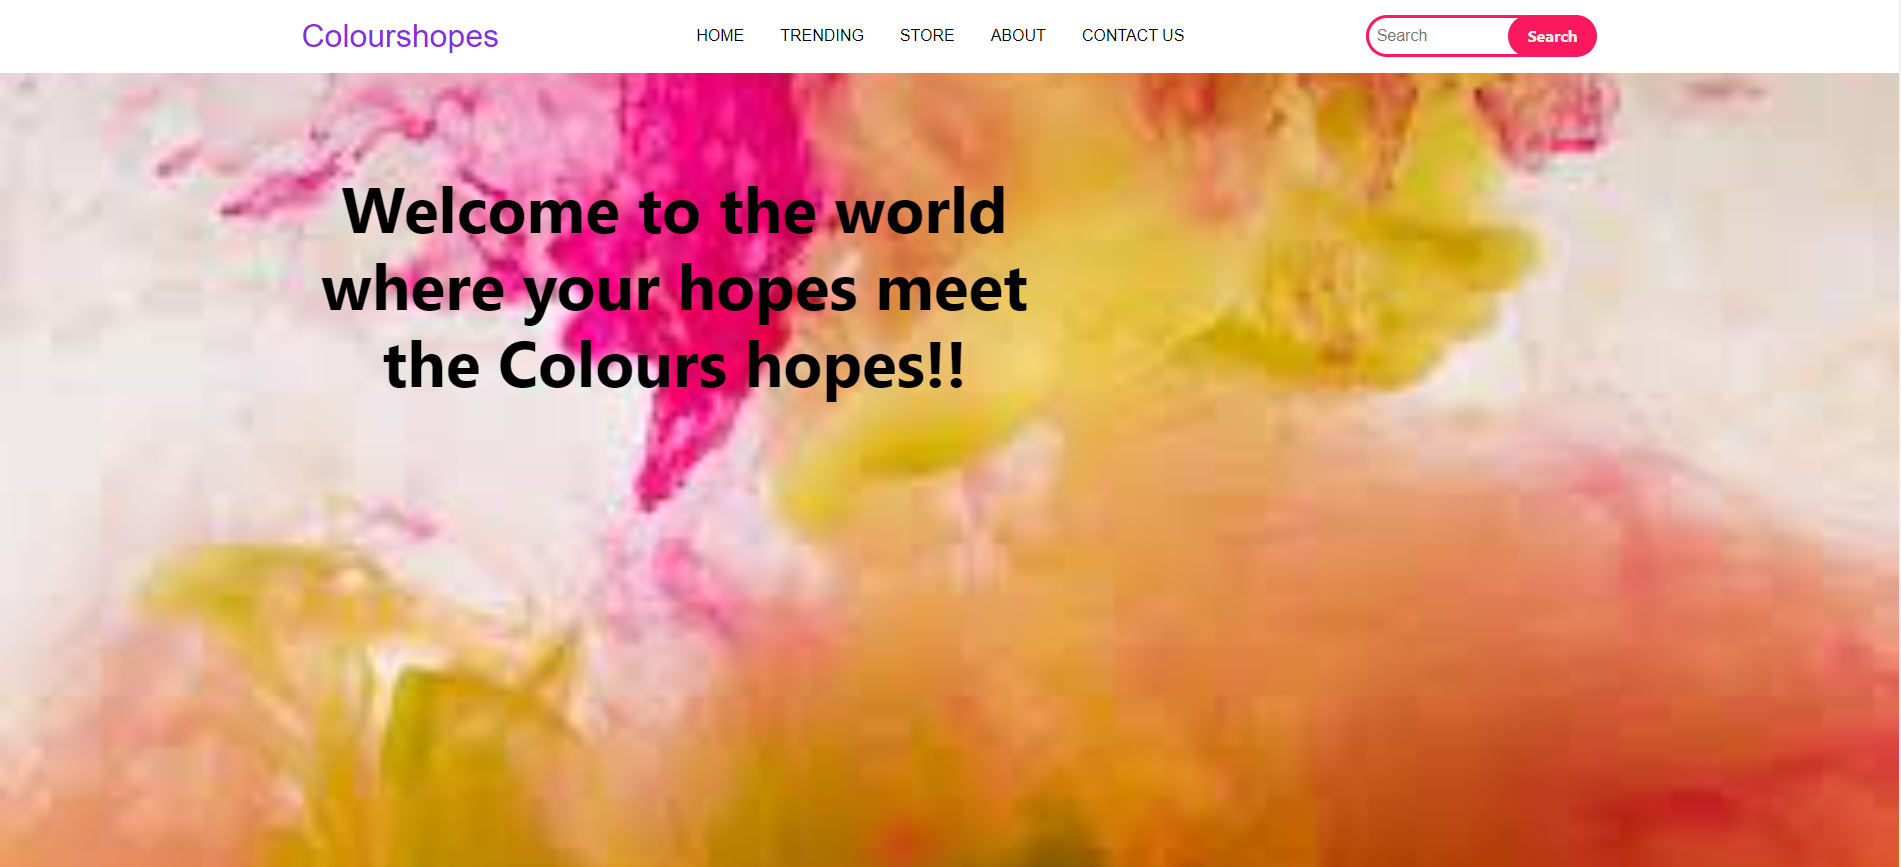 Colourshopes
HOME TRENDING STORE ABOUT CONTACT US
Search Search
Welcome to the world
where your hopes meet
the Colours hopes!!